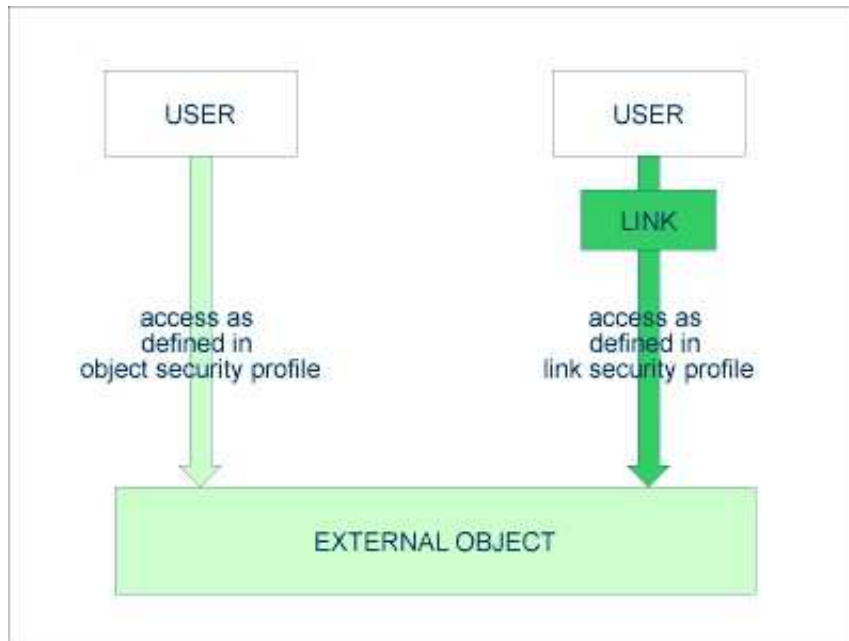 USER
access as
defined in
object security profile
USER
LINK
access as
defined in
link security profile
EXTERNAL OBJECT